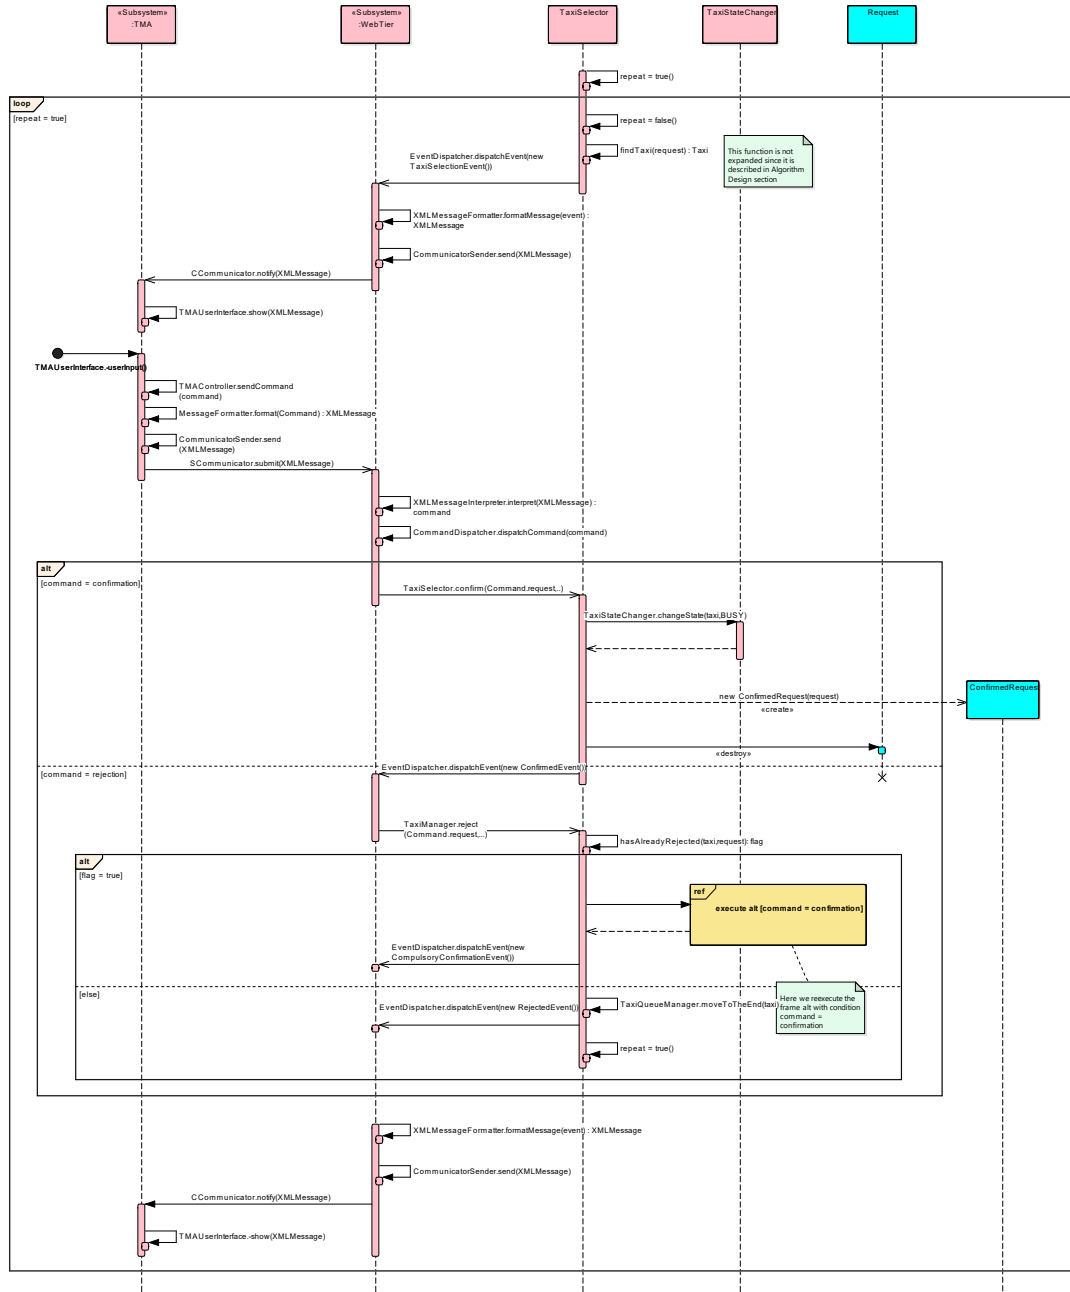 «Subsystem»
:TMA
«Subsystem»
:WebTier
TaxiSelector
TaxiStateChanger
Request
repeat = true()
loop
[repeat = true]
repeat = false()
findTaxi(request) : Taxi
This function is not
expanded since it is
described in Algorithm
Design section
EventDispatcher.dispatchEvent(new
TaxiSelectionEvent())
XMLMessageFormatter.formatMessage(event) :
XMLMessage
CommunicatorSender.send(XMLMessage)
CCommunicator.notify(XMLMessage)
TMAUserInterface.show(XMLMessage)
TMAUserInterface.-userInput()
TMAController.sendCommand
(command)
MessageFormatter.format(Command) : XMLMessage
CommunicatorSender.send
(XMLMessage)
SCommunicator.submit(XMLMessage)
XMLMessageInterpreter.interpret(XMLMessage) :
command
CommandDispatcher.dispatchCommand(command)
alt
[command = confirmation]
TaxiSelector.confirm(Command.request,..)
TaxiStateChanger.changeState(taxi,BUSY)
new ConfirmedRequest(request)
«create»
ConfirmedRequest
«destroy»
EventDispatcher.dispatchEvent(new ConfirmedEvent())
[command = rejection]
TaxiManager.reject
(Command.request,..)
hasAlreadyRejected(taxi,request): flag
alt
[flag = true]
ref
execute alt [command = confirmation]
EventDispatcher.dispatchEvent(new
CompulsoryConfirmationEvent())
[else]
Here we reexecute the
frame alt with condition
command =
confirmation
TaxiQueueManager.moveToTheEnd(taxi)
EventDispatcher.dispatchEvent(new RejectedEvent())
repeat = true()
XMLMessageFormatter.formatMessage(event) : XMLMessage
CommunicatorSender.send(XMLMessage)
CCommunicator.notify(XMLMessage)
TMAUserInterface.-show(XMLMessage)